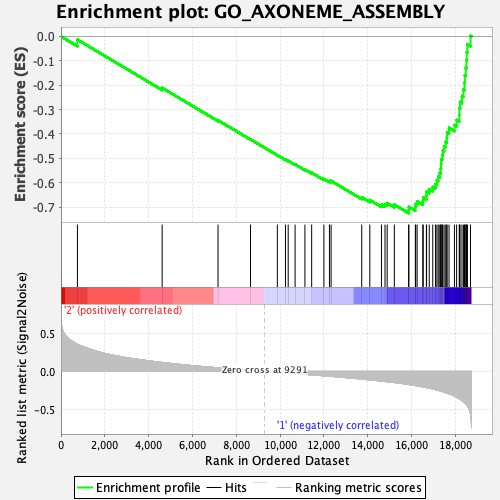 Enrichment plot: GO_AXONEME_ASSEMBLY
Enrichment score (ES)
0.0
-0.1
-0.2
-0.3
-0.4
-0.5
-0.6
-0.7
'2' (positively correlated)
Ranked list metric (Signal2Noise)
0.5
0.0
-0.5
Zero cross at 9291
'1' (negatively correlated)
0
2,000
4,000
6,000
8,000
10,000
12,000
14,000
16,000
18,000
Rank in Ordered Dataset
Enrichment profile
Hits
Ranking metric scores